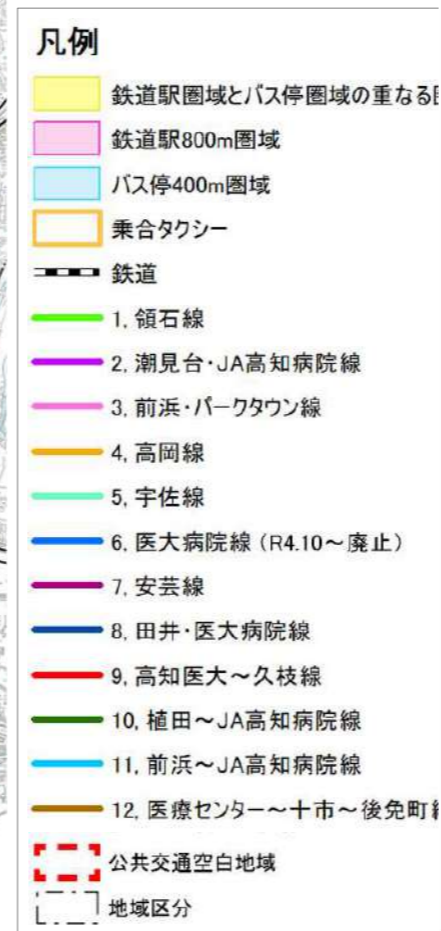 凡例
鉄道駅圏域とバス停圏域の重なる
鉄道駅800m圏域
バス停400m圏域
乗合タクシー
鉄道
1, 領石線
2, 潮見台・JA高知病院線
3, 前浜・パークタウン線
4, 高岡線
5, 宇佐線
6, 医大病院線（R4.10～廃止）
7, 安芸線
8, 田井・医大病院線
9, 高知医大～久枝線
10, 植田～JA高知病院線
11, 前浜～JA高知病院線
12, 医療センター～十市～後免町
公共交通空白地域
地域区分